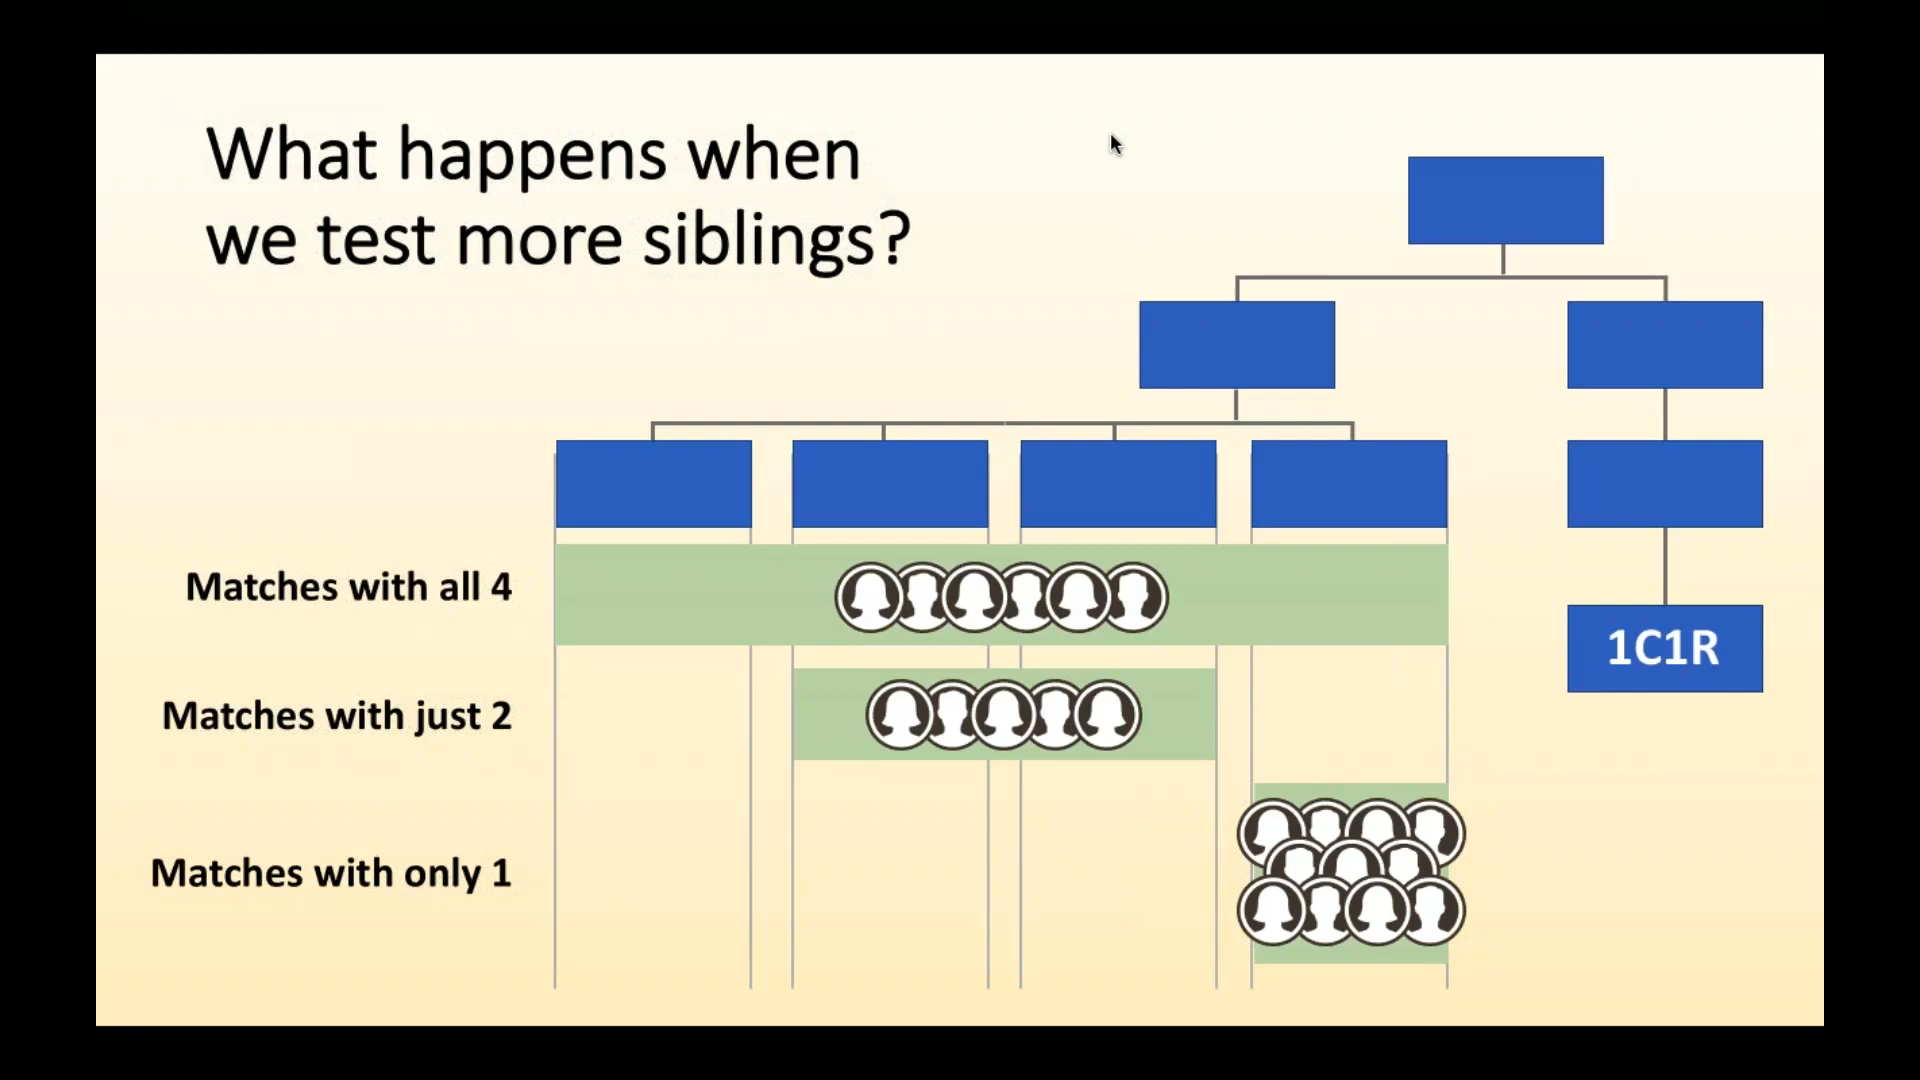 What happens when
we test more siblings?
Matches with all 4
Matches with just 2
1C1R
Matches with only 1